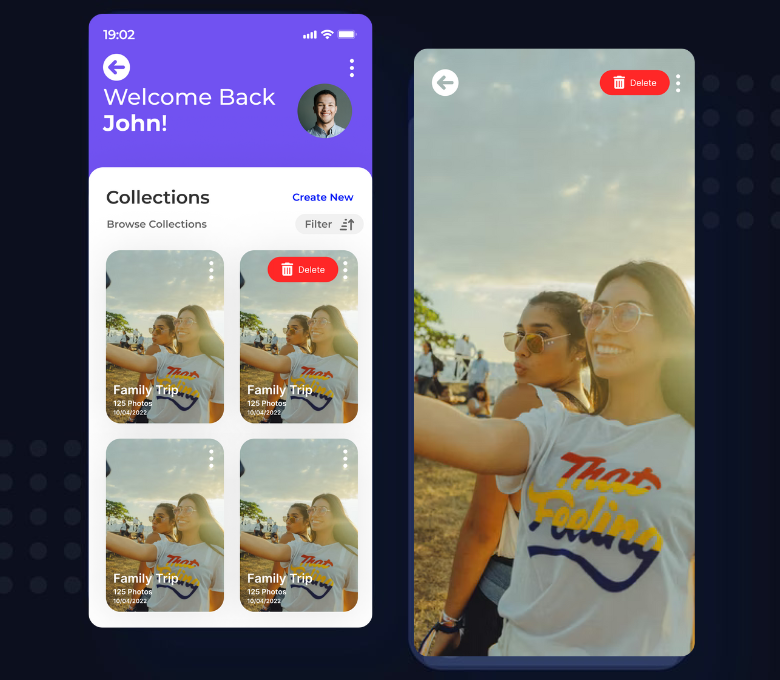 19:02
Welcome Back
John!
Collections
Create New
Browse Collections
Filter
Family Trip
125 Photos
10/04/2022
Delete
Family Trip
125 Photos
10/04/2022
Family Trip
125 Photos
10/04/2022
Family Trip
125 Photos
10/04/2022
Delete
That
Feeling